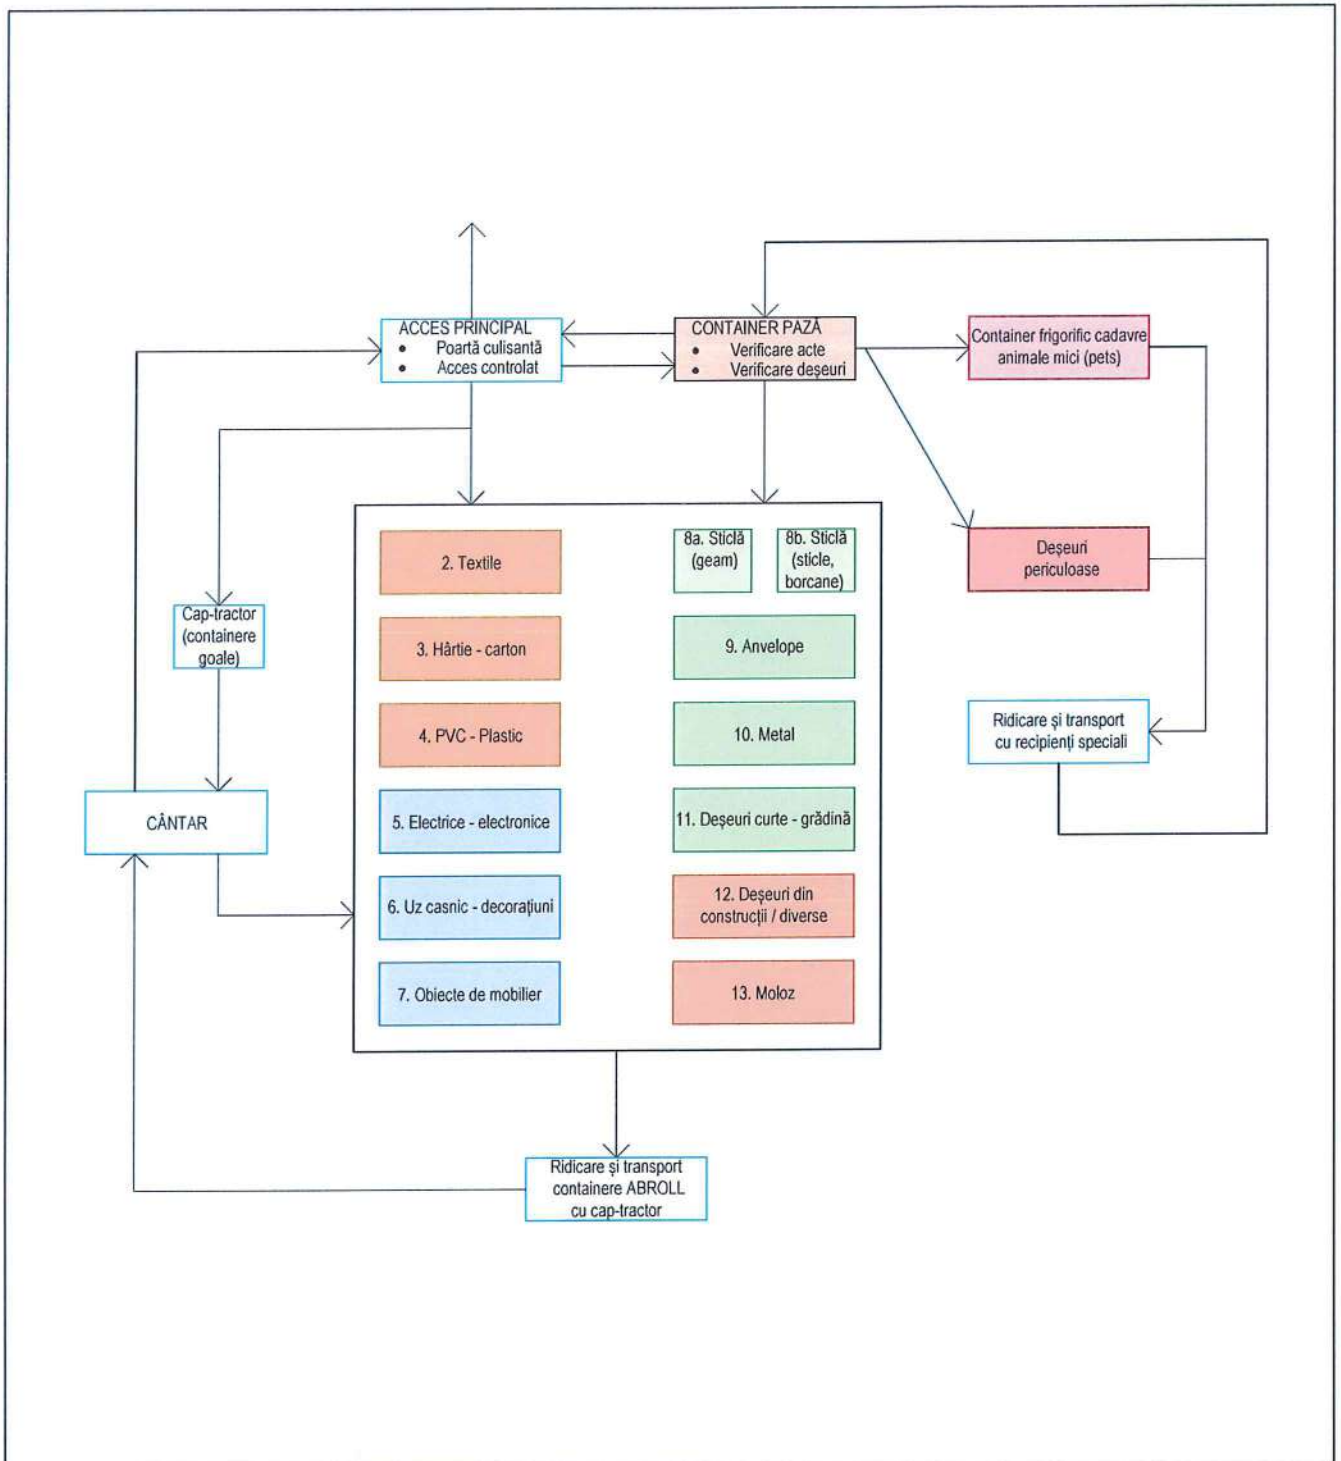 ACCES PRINCIPAL
• Poartă culisantă
• Acces controlat
CONTAINER PAZĂ
• Verificare acte
• Verificare deșeuri
Container frigorific cadavre
animale mici (pets)
2. Textile
8a. Sticlă
(geam)
8b. Sticlă
(sticle,
borcane)
Deșeuri
periculoase
Cap-tractor
(containere
goale)
3. Hârtie - carton
9. Anvelope
4. PVC - Plastic
10. Metal
Ridicare și transport
cu recipienți speciali
CÂNTAR
5. Electrice - electronice
11. Deșeuri curte - grădină
6. Uz casnic - decorațiuni
12. Deșeuri din
construcții / diverse
7. Obiecte de mobilier
13. Moloz
Ridicare și transport
containere ABROLL
cu cap-tractor